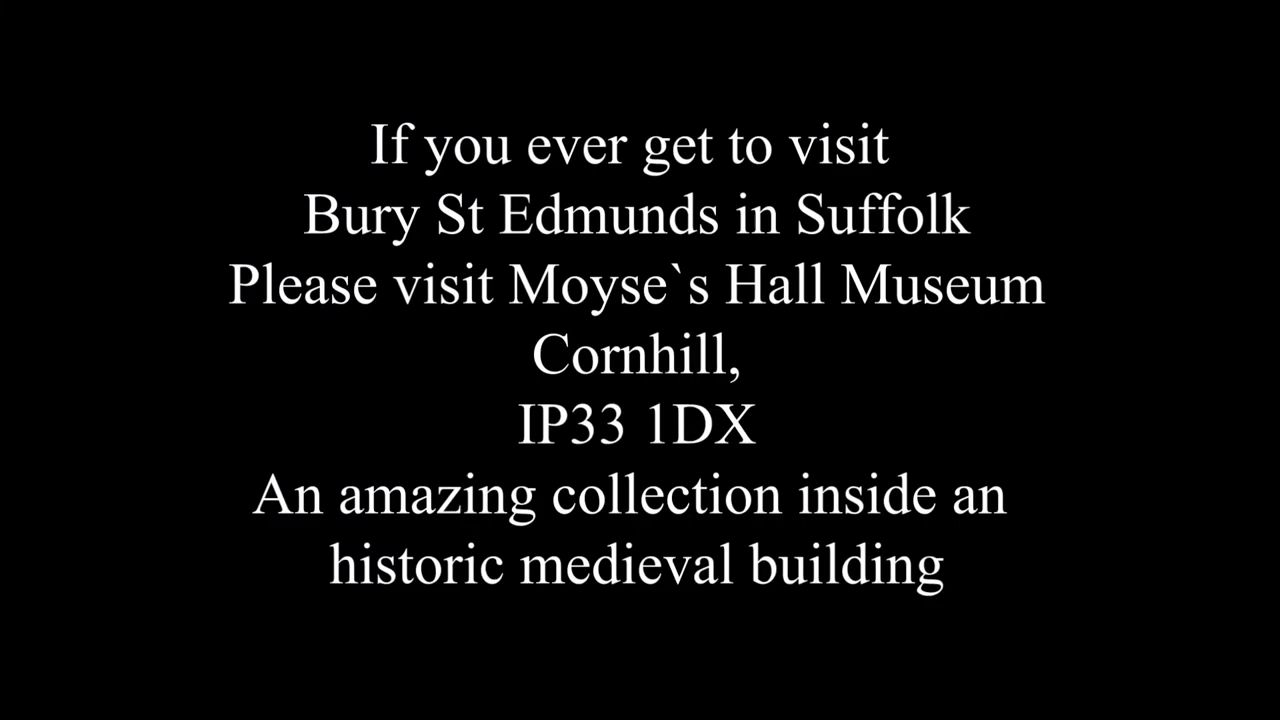 If you ever get to visit
Bury St Edmunds in Suffolk
Please visit Moyse`s Hall Museum
Cornhill,
IP33 1DX
An amazing collection inside an
historic medieval building